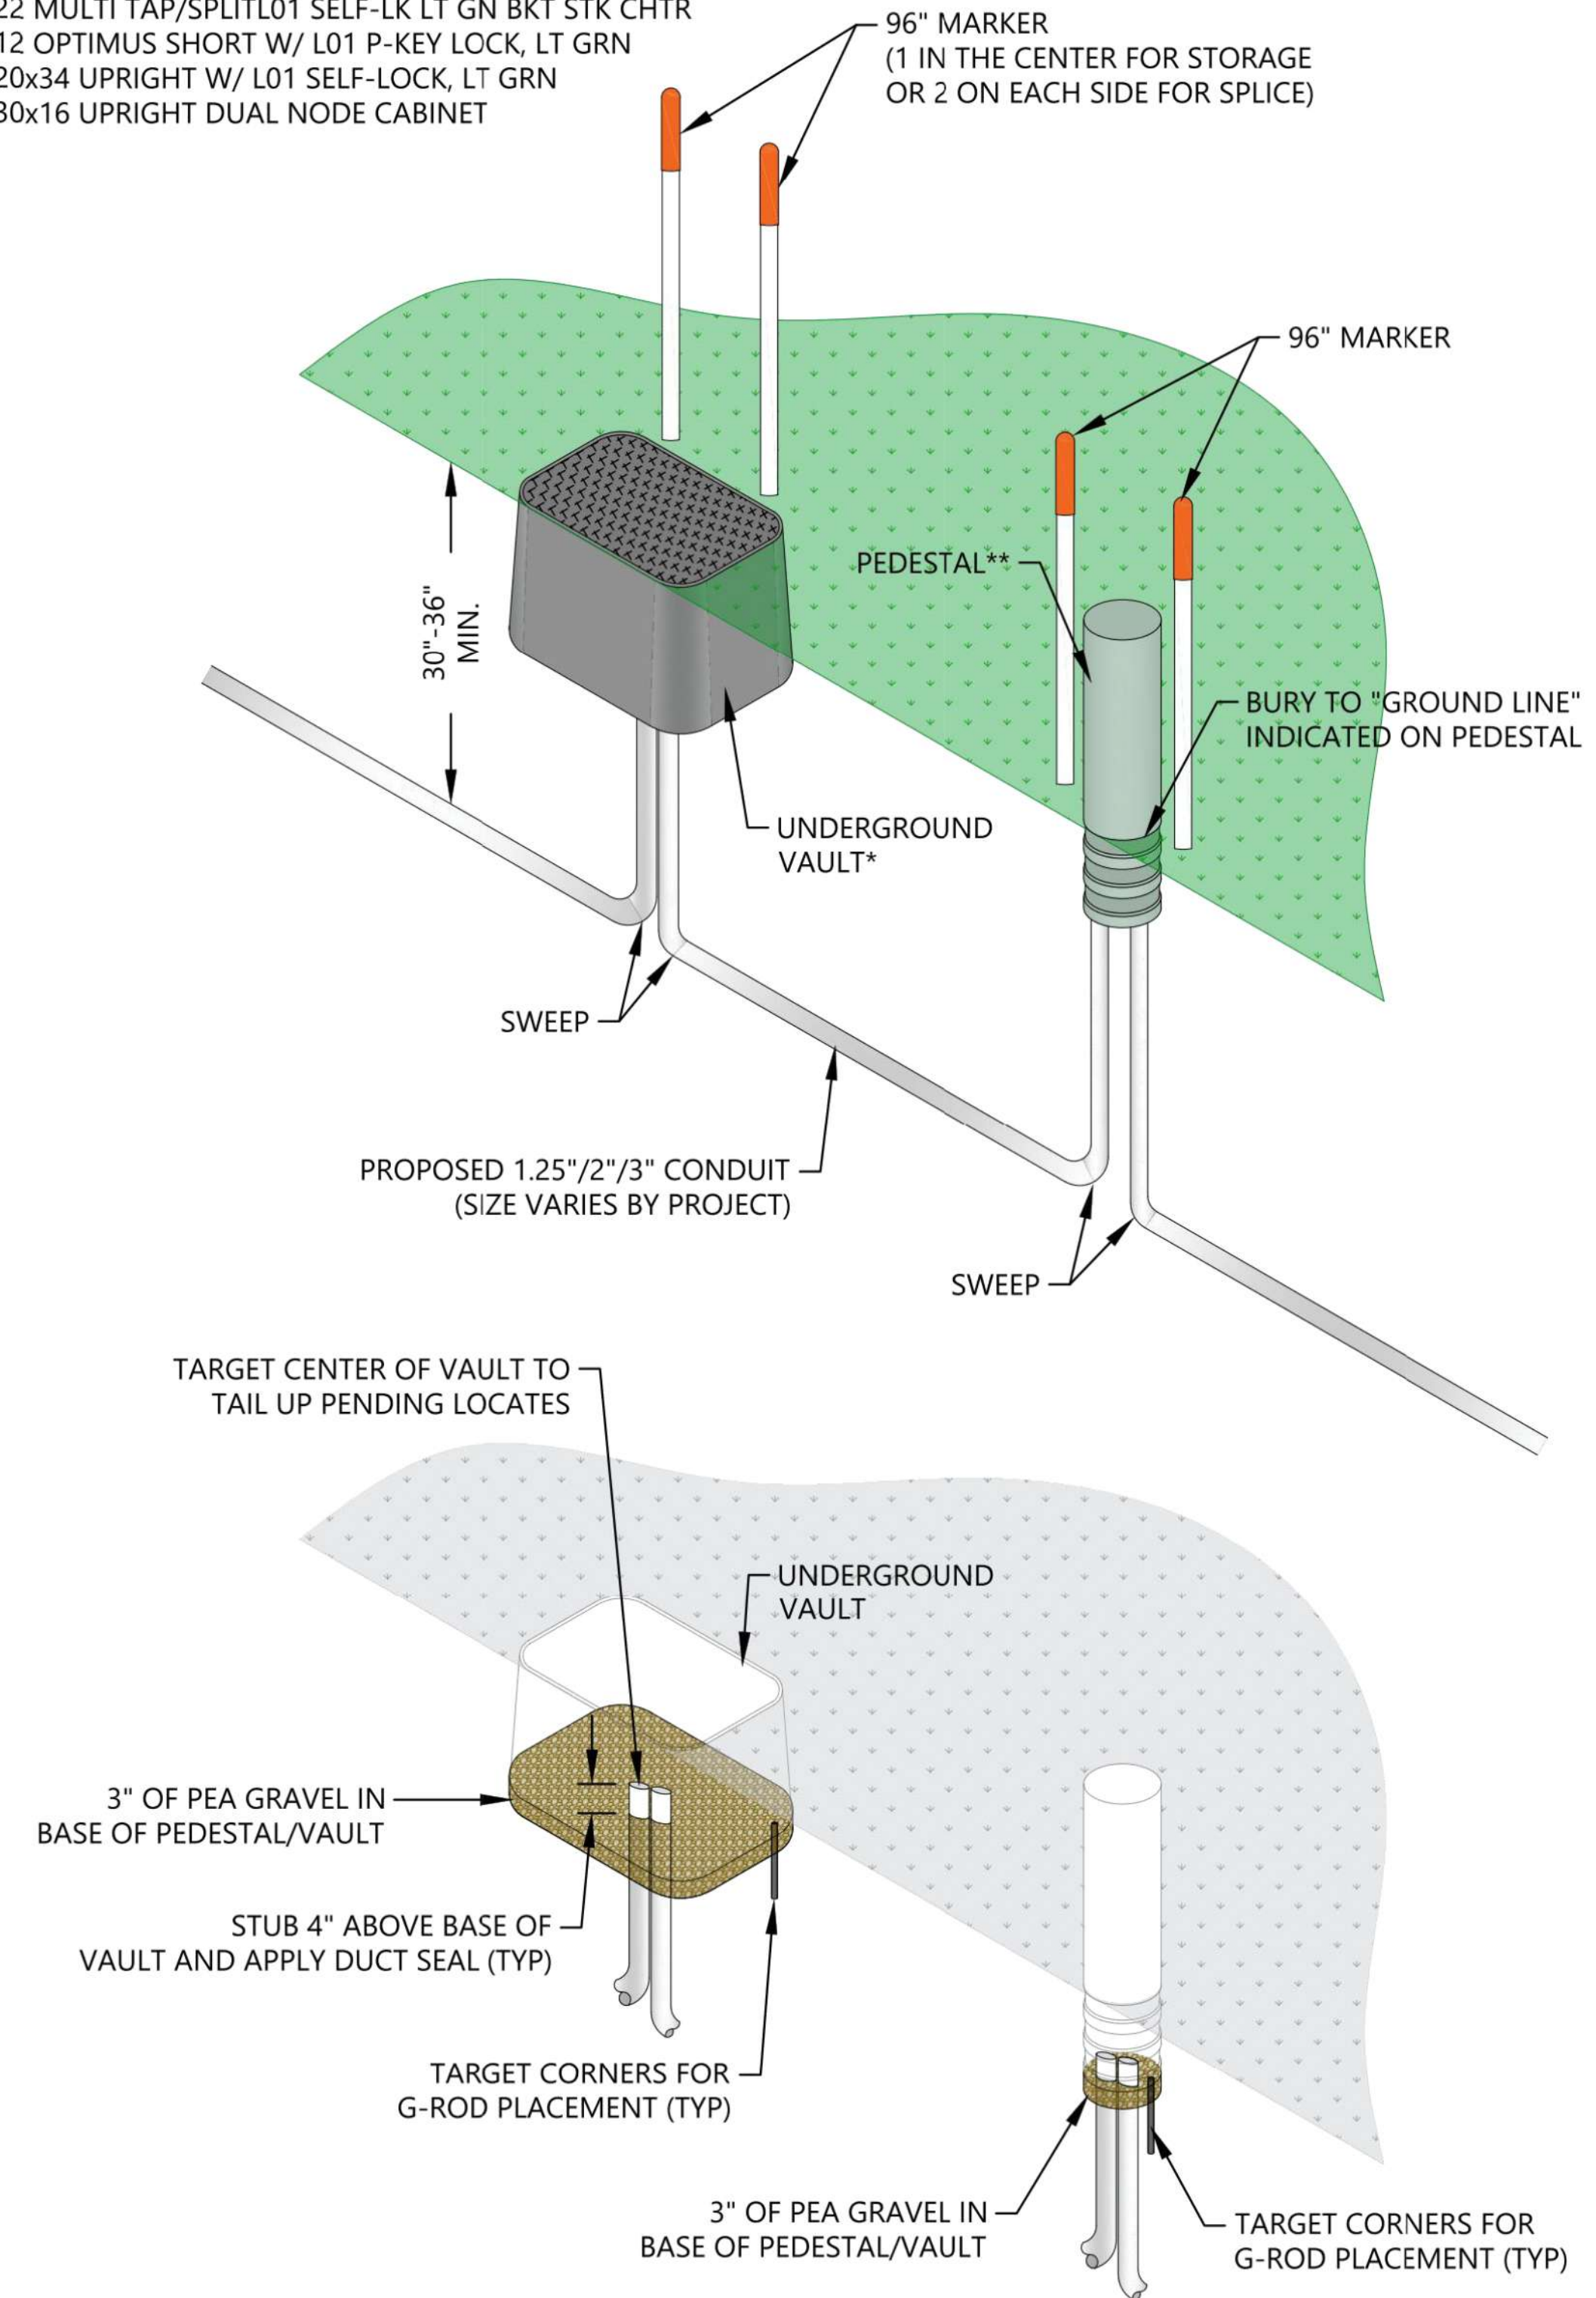 22 MULTI TAP/SPLITL01 SELF-LK LT GN BKT STK CHTR
12 OPTIMUS SHORT W/ L01 P-KEY LOCK, LT GRN
20x34 UPRIGHT W/ L01 SELF-LOCK, LT GRN
30x16 UPRIGHT DUAL NODE CABINET
96" MARKER
(1 IN THE CENTER FOR STORAGE
OR 2 ON EACH SIDE FOR SPLICE)
96" MARKER
PEDESTAL**
30"-36"
MIN.
BURY TO "GROUND LINE"
INDICATED ON PEDESTAL
UNDERGROUND
VAULT*
SWEEP
PROPOSED 1.25"/2"/3" CONDUIT
(SIZE VARIES BY PROJECT)
SWEEP
TARGET CENTER OF VAULT TO
TAIL UP PENDING LOCATES
UNDERGROUND
VAULT
3" OF PEA GRAVEL IN
BASE OF PEDESTAL/VAULT
STUB 4" ABOVE BASE OF
VAULT AND APPLY DUCT SEAL (TYP)
TARGET CORNERS FOR
G-ROD PLACEMENT (TYP)
3" OF PEA GRAVEL IN
BASE OF PEDESTAL/VAULT
TARGET CORNERS FOR
G-ROD PLACEMENT (TYP)